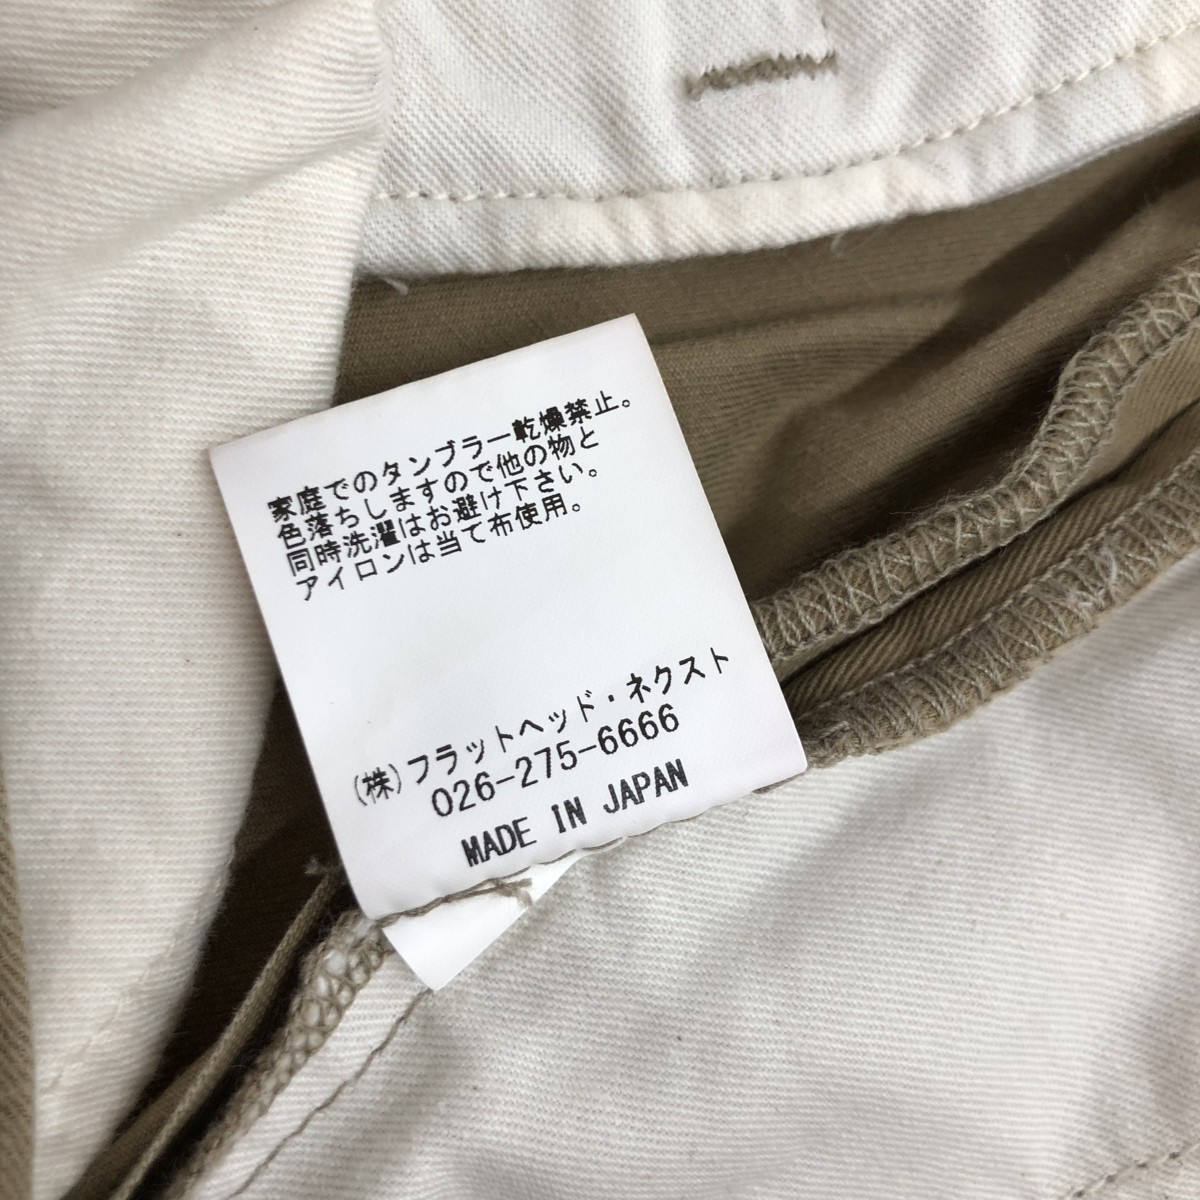 家庭でのタンブラー乾燥禁止。
色落ちしますので他の物と
同時洗濯はお避け下さい。
アイロンは当て布使用。
(株)フラットヘッド・ネクスト
026-275-6666
MADE IN JAPAN